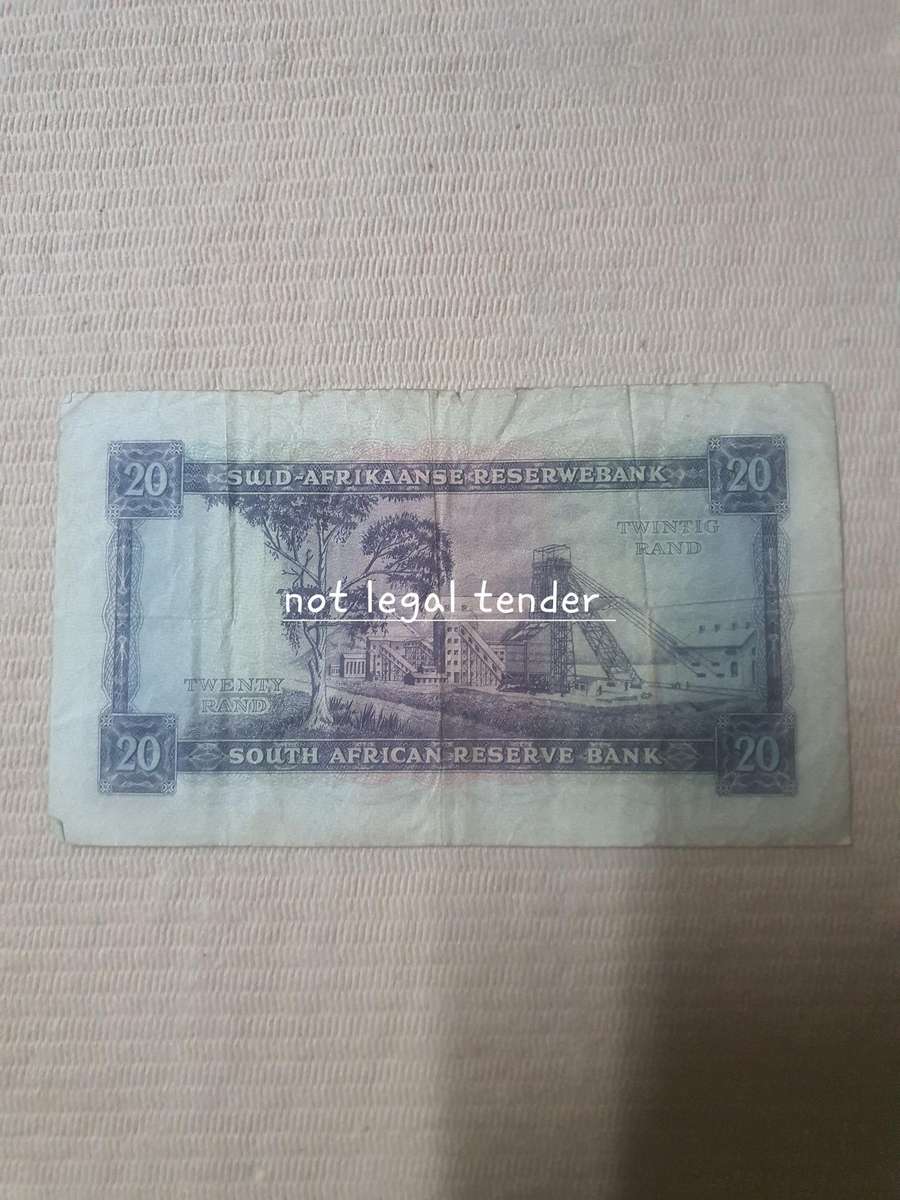 20 SUID-AFRIKAANSE RESERWEBANK 20
TWINTIG
RAND
not legal tender
TWENTY
RAND
20 SOUTH AFRICAN RESERVE BANK 20